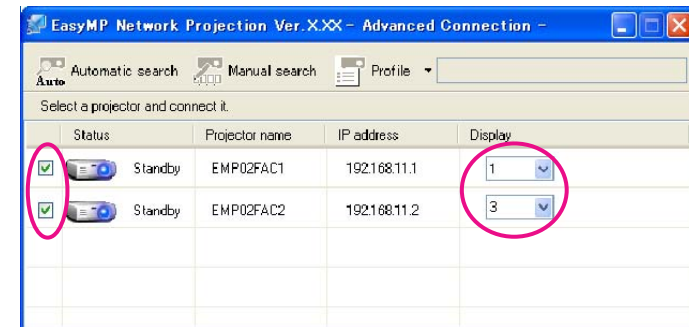 EasyMP Network Projection Ver.X.XX - Advanced Connection -
Auto Automatic search Manual search Profile
Select a projector and connect it.
Status Projector name IP address Display
Standby EMP02FAC1 192.168.11.1 1
Standby EMP02FAC2 192.168.11.2 3